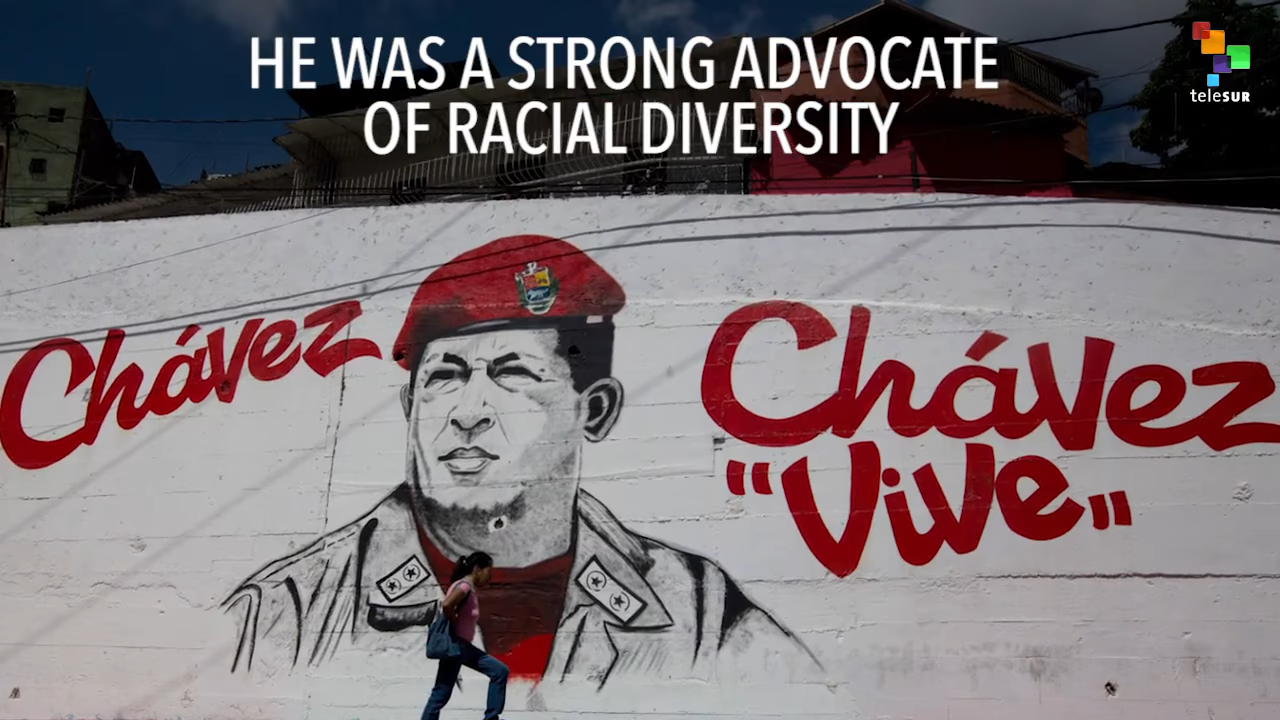 HE WAS A STRONG ADVOCATE
OF RACIAL DIVERSITY
teleSUR
Chávez
Chávez
"Vive"